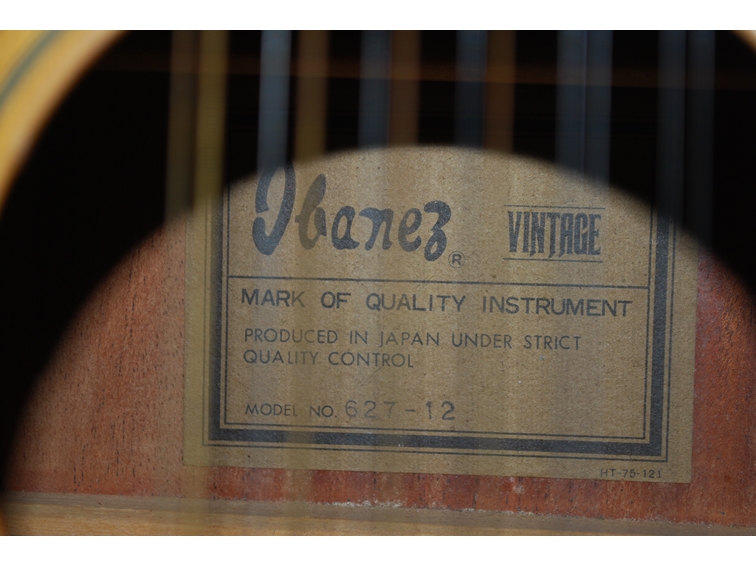 Ibanez ® VINTAGE
MARK OF QUALITY INSTRUMENT
PRODUCED IN JAPAN UNDER STRICT
QUALITY CONTROL
MODEL NO. 627-12
HT-75-121